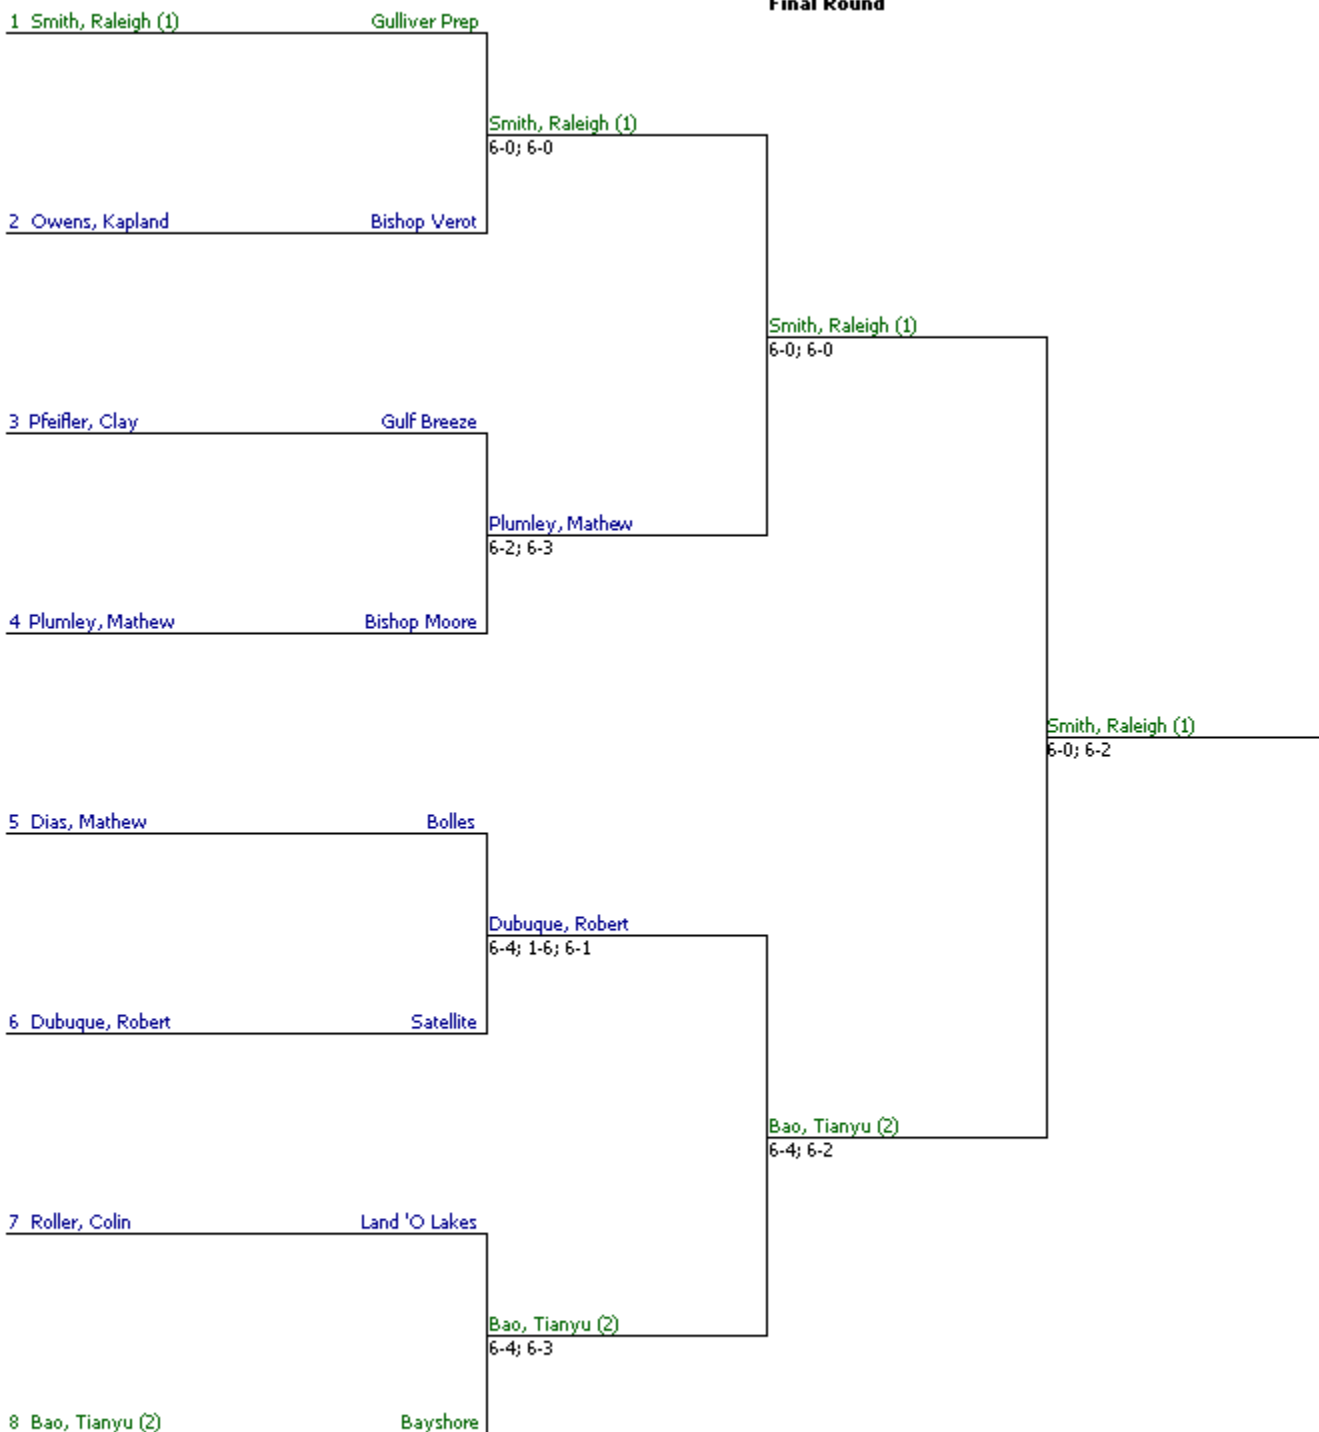 Final Round
1 Smith, Raleigh (1) Gulliver Prep
Smith, Raleigh (1)
6-0; 6-0
2 Owens, Kapland Bishop Verot
Smith, Raleigh (1)
6-0; 6-0
3 Pfeifler, Clay Gulf Breeze
Plumley, Mathew
6-2; 6-3
4 Plumley, Mathew Bishop Moore
Smith, Raleigh (1)
6-0; 6-2
5 Dias, Mathew Bolles
Dubuque, Robert
6-4; 1-6; 6-1
6 Dubuque, Robert Satellite
Bao, Tianyu (2)
6-4; 6-2
7 Roller, Colin Land 'O Lakes
Bao, Tianyu (2)
6-4; 6-3
8 Bao, Tianyu (2) Bayshore